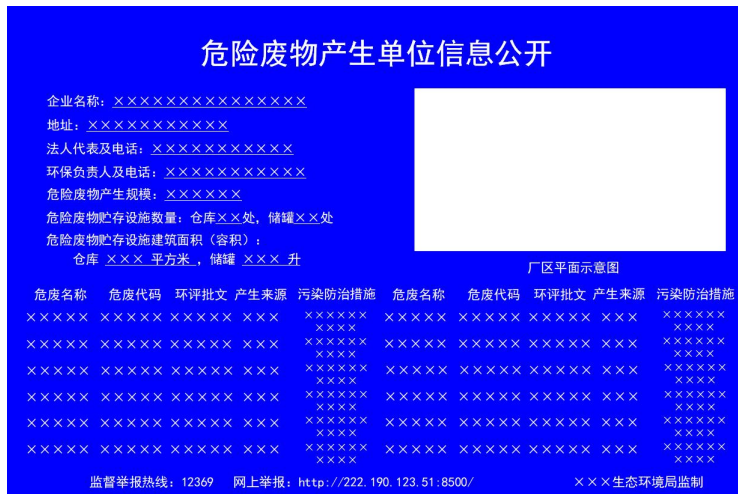 危险废物产生单位信息公开
企业名称：×××××××××××××××
地址：×××××××××××
法人代表及电话：×××××××××××
环保负责人及电话：×××××××××××
危险废物产生规模：××××××
危险废物贮存设施数量：仓库××处，储罐××处
危险废物贮存设施建筑面积（容积）：
仓库 ××× 平方米 ，储罐 ××× 升
厂区平面示意图
危废名称 危废代码 环评批文 产生来源 污染防治措施 危废名称 危废代码 环评批文 产生来源 污染防治措施
××××× ××××× ××××× ××× ×××××× ××××× ××××× ××××× ××× ××××××
×××× ××××
××××× ××××× ××××× ××× ×××××× ××××× ××××× ××××× ××× ××××××
×××× ××××
××××× ××××× ××××× ××× ×××××× ××××× ××××× ××××× ××× ××××××
×××× ××××
××××× ××××× ××××× ××× ×××××× ××××× ××××× ××××× ××× ××××××
×××× ××××
××××× ××××× ××××× ××× ×××××× ××××× ××××× ××××× ××× ××××××
×××× ××××
××××× ××××× ××××× ××× ×××××× ××××× ××××× ××××× ××× ××××××
×××× ××××
监督举报热线：12369 网上举报：http://222.190.123.51:8500/ ×××生态环境局监制